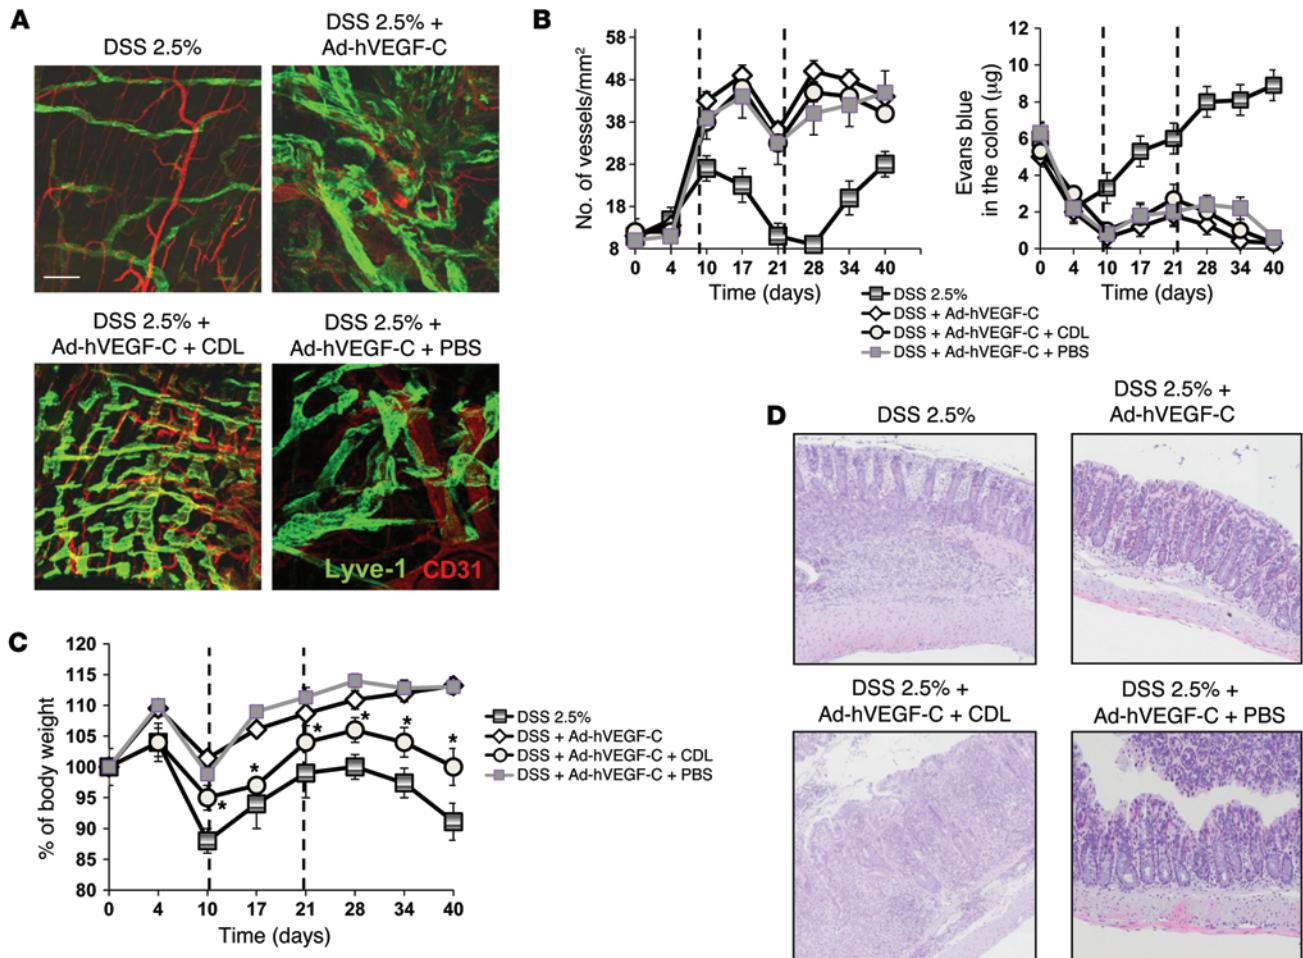 A
DSS 2.5%
DSS 2.5% +
Ad-hVEGF-C
DSS 2.5% +
Ad-hVEGF-C + CDL
DSS 2.5% +
Ad-hVEGF-C + PBS
Lyve-1 CD31
B
No. of vessels/mm²
58
48
38
28
18
8
0 4 10 17 21 28 34 40
Time (days)
Evans blue
in the colon (µg)
12
10
8
6
4
2
0
0 4 10 17 21 28 34 40
Time (days)
DSS 2.5%
DSS + Ad-hVEGF-C
DSS + Ad-hVEGF-C + CDL
DSS + Ad-hVEGF-C + PBS
C
% of body weight
120
115
110
105
100
95
90
85
80
* * * * * *
0 4 10 17 21 28 34 40
Time (days)
DSS 2.5%
DSS + Ad-hVEGF-C
DSS + Ad-hVEGF-C + CDL
DSS + Ad-hVEGF-C + PBS
D
DSS 2.5%
DSS 2.5% +
Ad-hVEGF-C
DSS 2.5% +
Ad-hVEGF-C + CDL
DSS 2.5% +
Ad-hVEGF-C + PBS